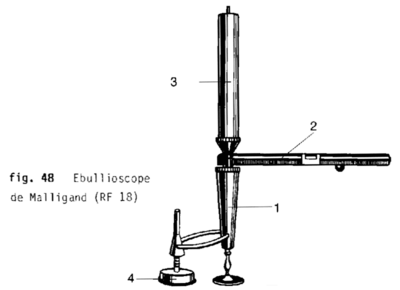 3
2
fig. 48 Ebullioscope
de Malligand (RF 18)
1
4